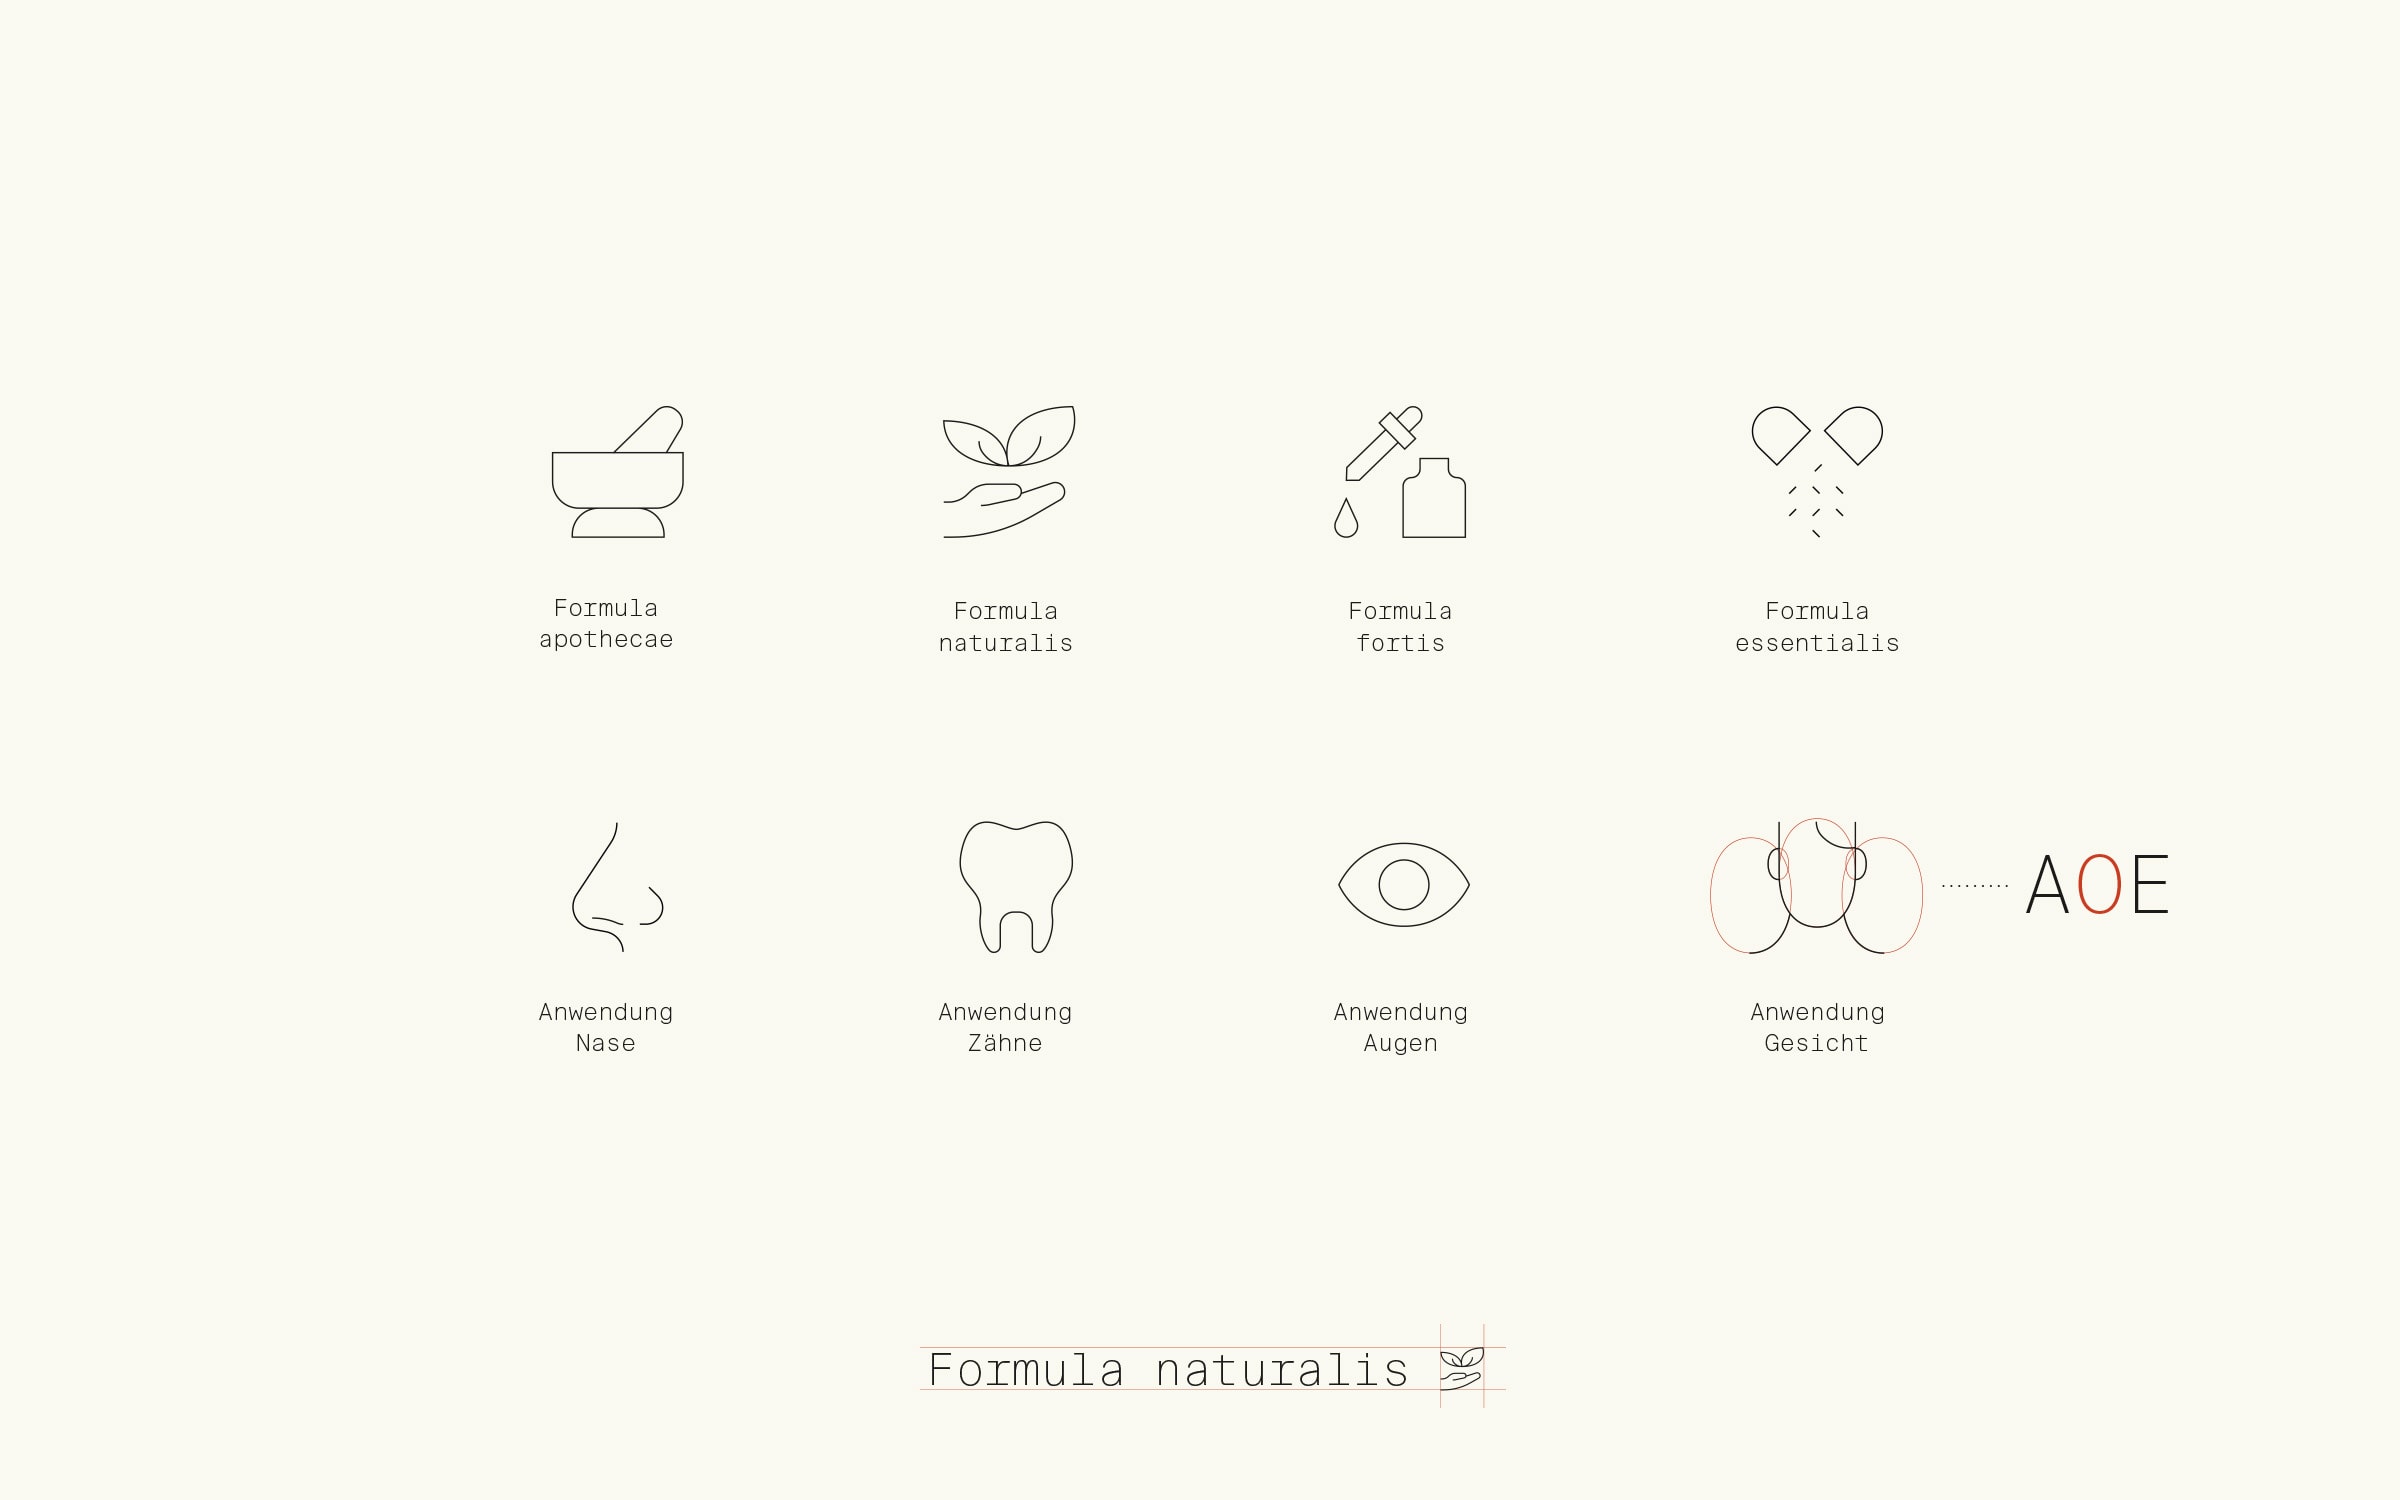 Formula
apothecae
Formula
naturalis
Formula
fortis
Formula
essentialis
AOE
Anwendung
Nase
Anwendung
Zähne
Anwendung
Augen
Anwendung
Gesicht
Formula naturalis